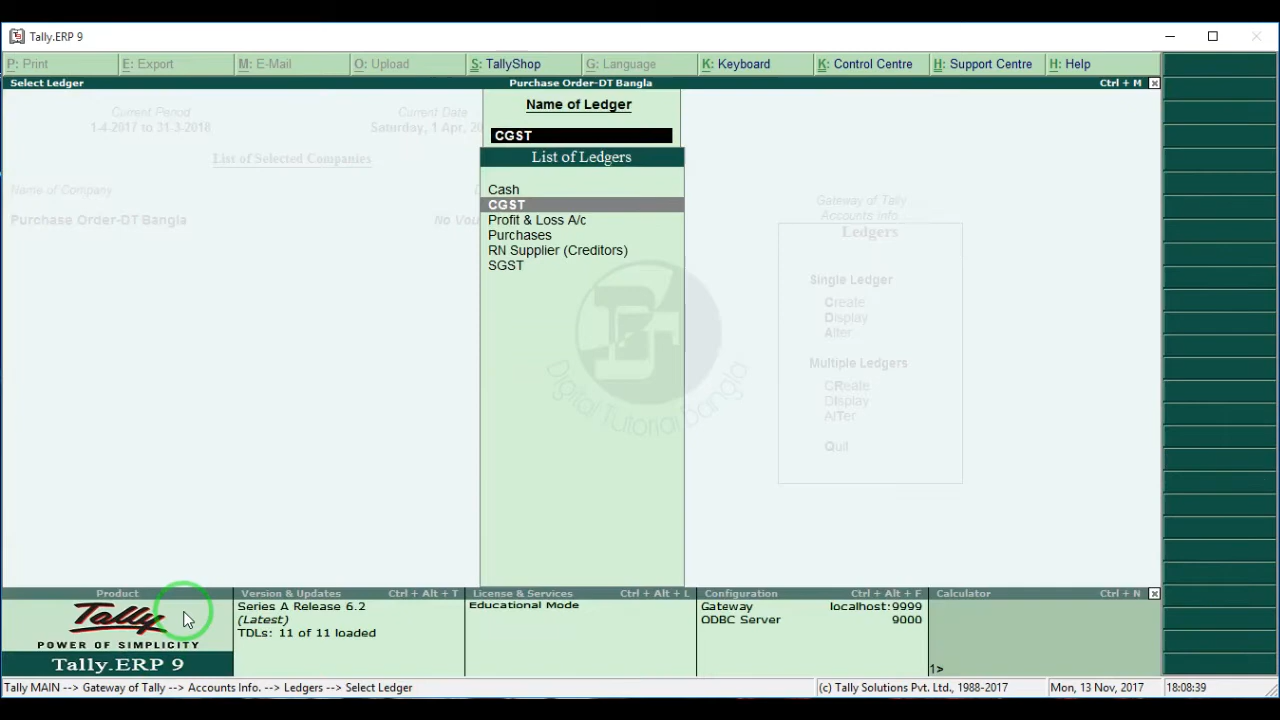 Tally.ERP 9
P: Print E: Export M: E-Mail O: Upload S: TallyShop G: Language K: Keyboard K: Control Centre H: Support Centre H: Help
Select Ledger Purchase Order-DT Bangla Ctrl + M
Current Period Current Date
1-4-2017 to 31-3-2018 Saturday, 1 Apr, 20
List of Selected Companies
Name of Company
Purchase Order-DT Bangla No Vou
Name of Ledger
CGST
List of Ledgers
Cash
CGST
Profit & Loss A/c
Purchases
RN Supplier (Creditors)
SGST
Gateway of Tally
Accounts Info.
Ledgers
Single Ledger
Create
Display
Alter
Multiple Ledgers
CReate
DIsplay
AlTer
Quit
Digital Tutorial Bangla
Product Version & Updates Ctrl + Alt + T License & Services Ctrl + Alt + L Configuration Ctrl + Alt + F Calculator Ctrl + N
Tally
POWER OF SIMPLICITY
Tally.ERP 9
Series A Release 6.2
(Latest)
TDLs: 11 of 11 loaded
Educational Mode
Gateway localhost:9999
ODBC Server 9000
1>
Tally MAIN --> Gateway of Tally --> Accounts Info. --> Ledgers --> Select Ledger (c) Tally Solutions Pvt. Ltd., 1988-2017 Mon, 13 Nov, 2017 18:08:39